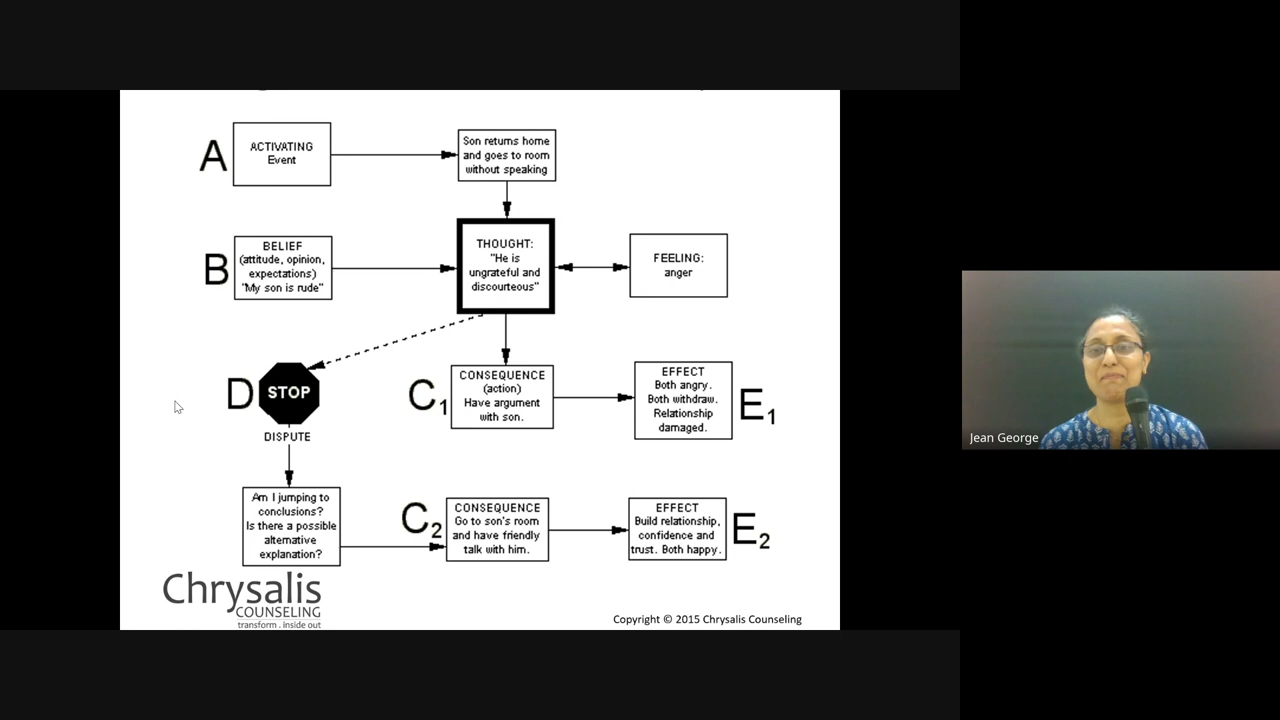 A
ACTIVATING
Event
Son returns home
and goes to room
without speaking
B
BELIEF
(attitude, opinion,
expectations)
"My son is rude"
THOUGHT:
"He is
ungrateful and
discourteous"
FEELING:
anger
D
STOP
DISPUTE
C1
CONSEQUENCE
(action)
Have argument
with son.
EFFECT
Both angry.
Both withdraw.
Relationship
damaged.
E1
Am I jumping to
conclusions?
Is there a possible
alternative
explanation?
C2
CONSEQUENCE
Go to son's room
and have friendly
talk with him.
EFFECT
Build relationship,
confidence and
trust. Both happy.
E2
Chrysalis
COUNSELING
transform . inside out
Copyright © 2015 Chrysalis Counseling
Jean George